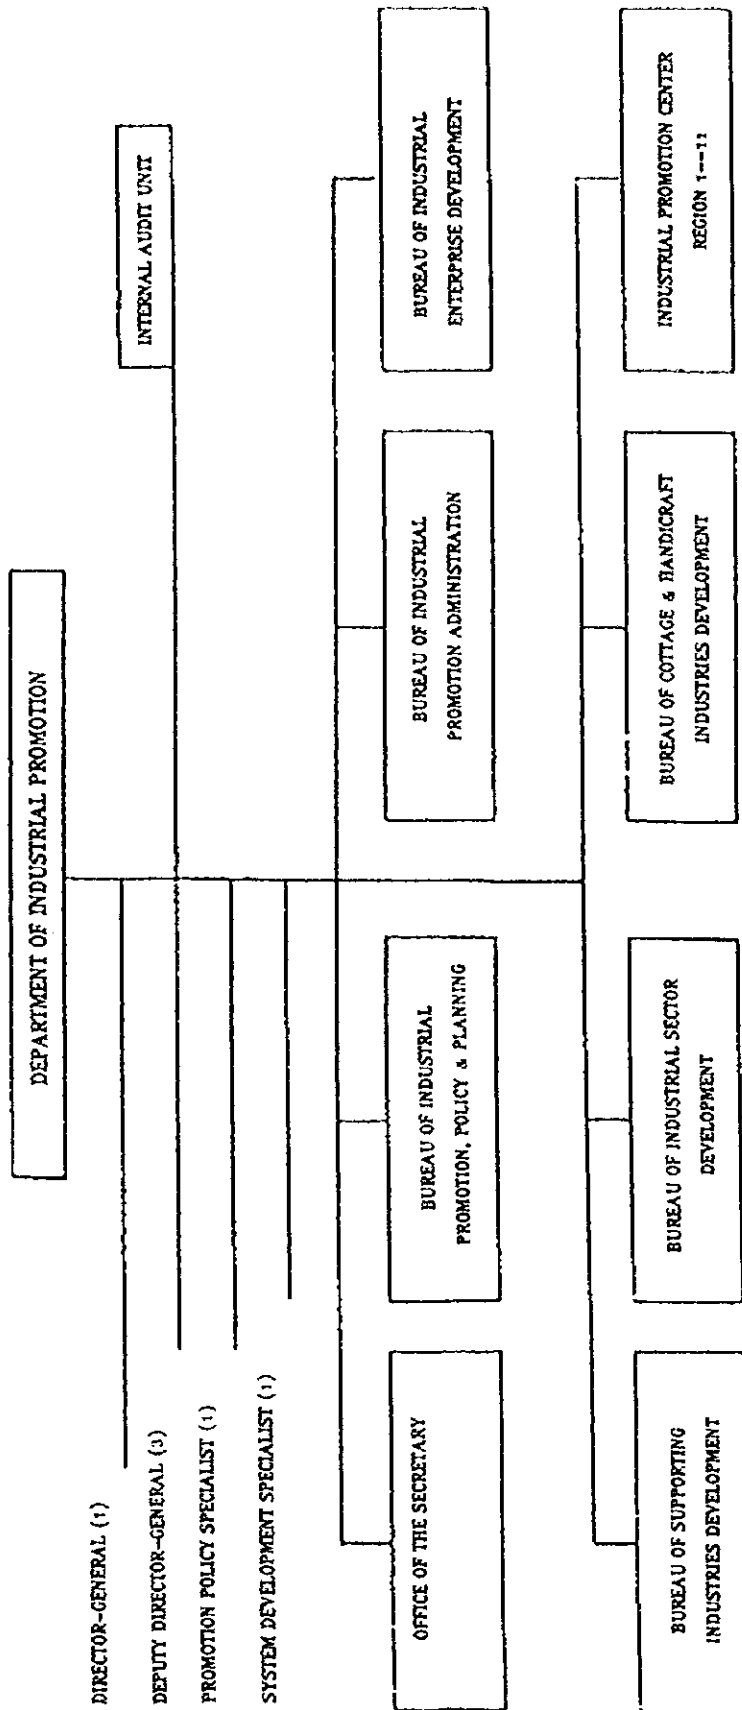 DEPARTMENT OF INDUSTRIAL PROMOTION
DIRECTOR-GENERAL (1)
DEPUTY DIRECTOR-GENERAL (3)
INTERNAL AUDIT UNIT
PROMOTION POLICY SPECIALIST (1)
SYSTEM DEVELOPMENT SPECIALIST (1)
OFFICE OF THE SECRETARY
BUREAU OF INDUSTRIAL
PROMOTION, POLICY & PLANNING
BUREAU OF INDUSTRIAL
PROMOTION ADMINISTRATION
BUREAU OF INDUSTRIAL
ENTERPRISE DEVELOPMENT
BUREAU OF SUPPORTING
INDUSTRIES DEVELOPMENT
BUREAU OF INDUSTRIAL SECTOR
DEVELOPMENT
BUREAU OF COTTAGE & HANDICRAFT
INDUSTRIES DEVELOPMENT
INDUSTRIAL PROMOTION CENTER
REGION 1--11